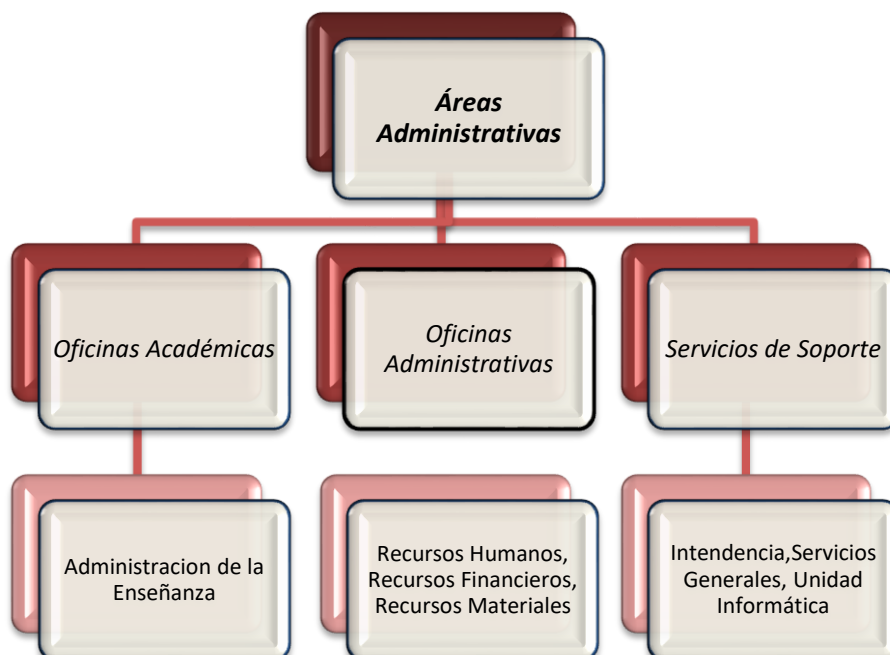 Áreas
Administrativas
Oficinas Académicas
Oficinas
Administrativas
Servicios de Soporte
Administracion de la
Enseñanza
Recursos Humanos,
Recursos Financieros,
Recursos Materiales
Intendencia,Servicios
Generales, Unidad
Informática